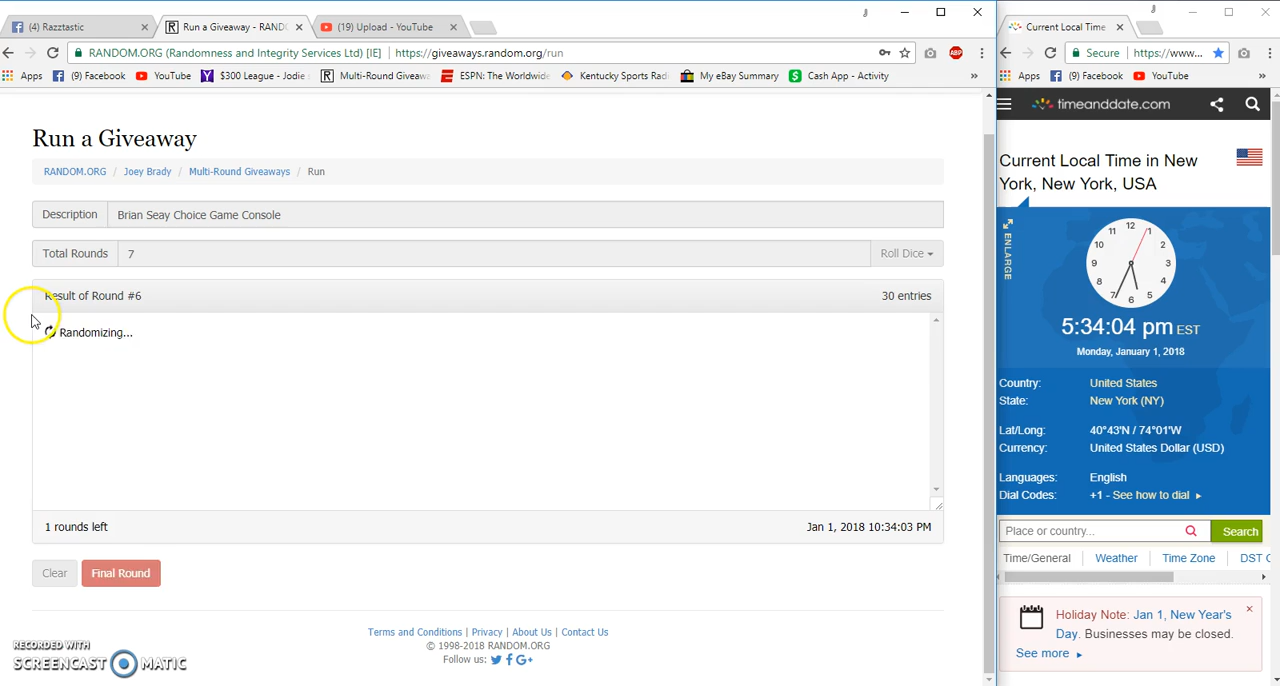 (4) Razztastic
Run a Giveaway - RAND
(19) Upload - YouTube
RANDOM.ORG (Randomness and Integrity Services Ltd) [IE]
https://giveaways.random.org/run
Apps
(9) Facebook
YouTube
$300 League - Jodie
Multi-Round Giveaw
ESPN: The Worldwide
Kentucky Sports Rad
My eBay Summary
Cash App - Activity
»
Run a Giveaway
RANDOM.ORG / Joey Brady / Multi-Round Giveaways / Run
Description
Brian Seay Choice Game Console
Total Rounds
7
Roll Dice
Result of Round #6
30 entries
Randomizing...
1 rounds left
Jan 1, 2018 10:34:03 PM
Clear
Final Round
Terms and Conditions | Privacy | About Us | Contact Us
© 1998-2018 RANDOM.ORG
Follow us:
RECORDED WITH
SCREENCAST MATIC
Current Local Time
Secure
https://www...
Apps
(9) Facebook
YouTube
»
timeanddate.com
Current Local Time in New
York, New York, USA
ENLARGE
12
1
2
3
4
5
6
7
8
9
10
11
5:34:04 pm EST
Monday, January 1, 2018
Country: United States
State: New York (NY)
Lat/Long: 40°43'N / 74°01'W
Currency: United States Dollar (USD)
Languages: English
Dial Codes: +1 - See how to dial
Place or country...
Search
Time/General
Weather
Time Zone
DST C
Holiday Note: Jan 1, New Year's
Day. Businesses may be closed.
See more